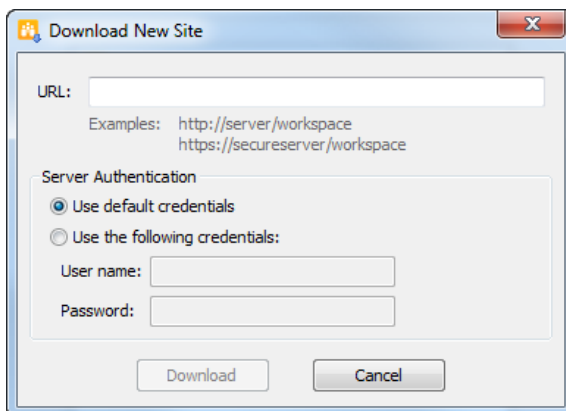 Download New Site
URL:
Examples: http://server/workspace
https://secureserver/workspace
Server Authentication
Use default credentials
Use the following credentials:
User name:
Password:
Download Cancel